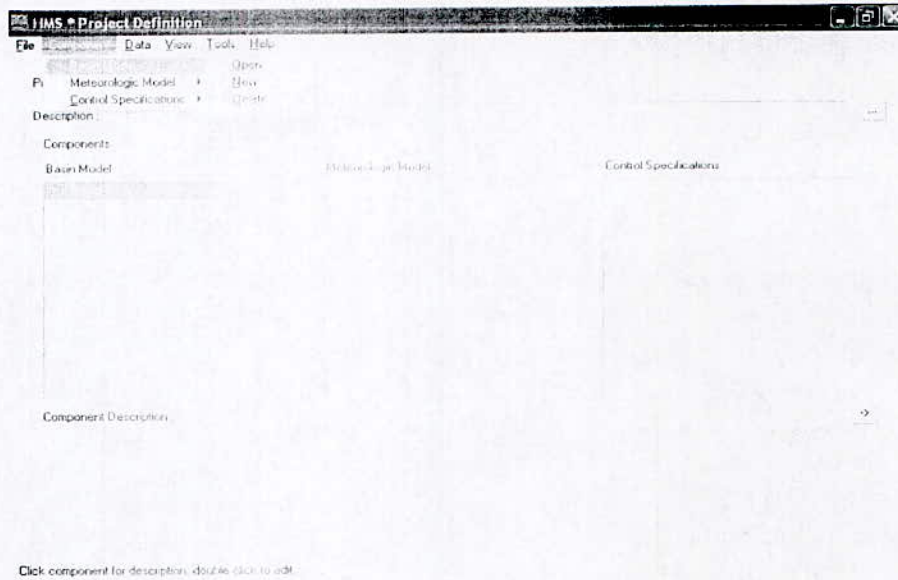 HMS * Project Definition
File Data View Tools Help
Open
Meteorologic Model New
Control Specifications Delete
Description :
Components
Basin Model Meteorologic Model Control Specifications
Component Description :
Click component for description, double click to edit.